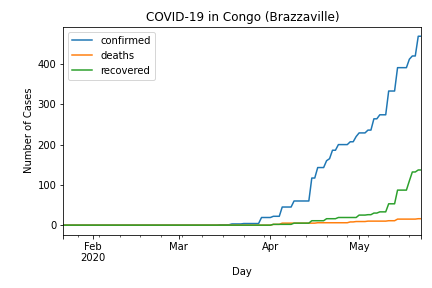 COVID-19 in Congo (Brazzaville)
confirmed
deaths
recovered
Number of Cases
400
300
200
100
0
Feb
2020
Mar
Apr
May
Day